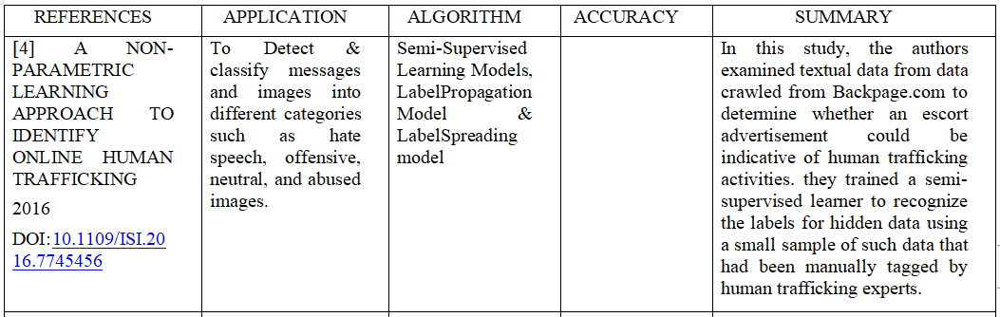 REFERENCES APPLICATION ALGORITHM ACCURACY SUMMARY
[4] A NON-
PARAMETRIC
LEARNING
APPROACH TO
IDENTIFY
ONLINE HUMAN
TRAFFICKING
2016
DOI: 10.1109/ISI.20
16.7745456
To Detect &
classify messages
and images into
different categories
such as hate
speech, offensive,
neutral, and abused
images.
Semi-Supervised
Learning Models,
LabelPropagation
Model &
LabelSpreading
model
In this study, the authors
examined textual data from data
crawled from Backpage.com to
determine whether an escort
advertisement could be
indicative of human trafficking
activities. they trained a semi-
supervised learner to recognize
the labels for hidden data using
a small sample of such data that
had been manually tagged by
human trafficking experts.